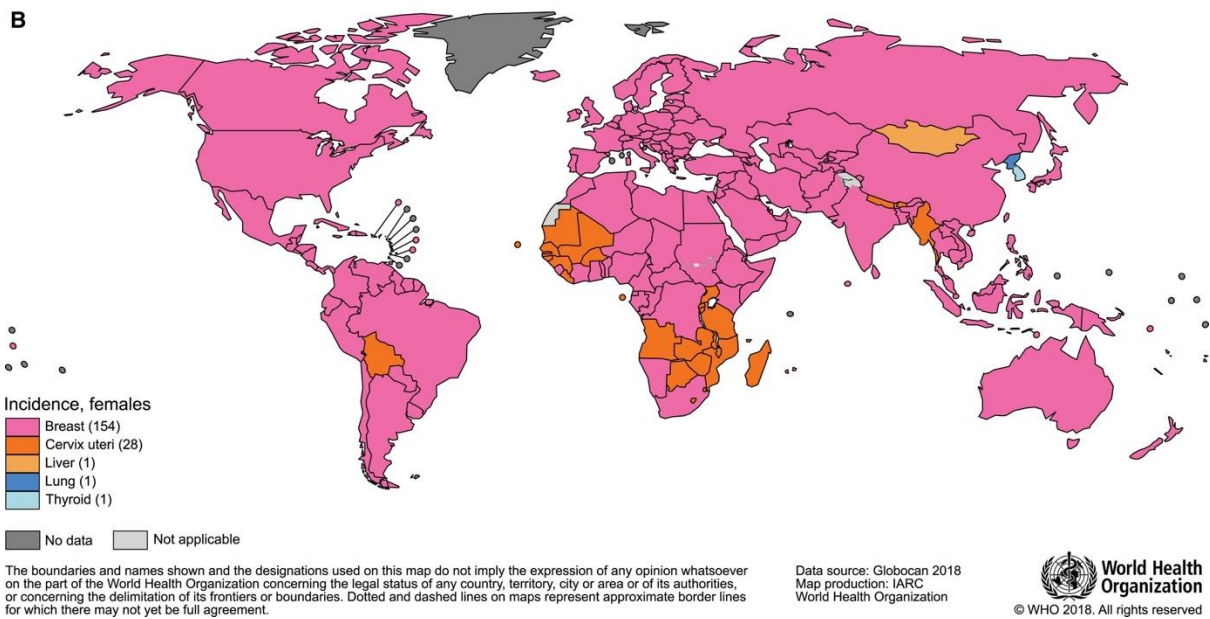 B
Incidence, females
Breast (154)
Cervix uteri (28)
Liver (1)
Lung (1)
Thyroid (1)
No data
Not applicable
The boundaries and names shown and the designations used on this map do not imply the expression of any opinion whatsoever
on the part of the World Health Organization concerning the legal status of any country, territory, city or area or of its authorities,
or concerning the delimitation of its frontiers or boundaries. Dotted and dashed lines on maps represent approximate border lines
for which there may not yet be full agreement.
Data source: Globocan 2018
Map production: IARC
World Health Organization
World Health
Organization
© WHO 2018. All rights reserved